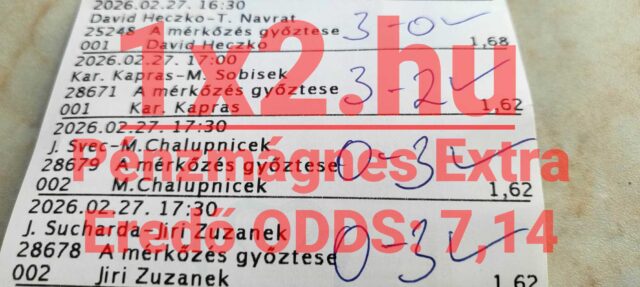 2026.02.27. 16:30
David Heczko-T. Navrat
25248 A mérkőzés győztese 3-0
001 David Heczko 1,68
2026.02.27. 17:00
Kar. Kapras-M. Sobisek
28671 A mérkőzés győztese 3-2
001 Kar. Kapras 1,62
2026.02.27. 17:30
J. Svec-M.Chalupnicek
28679 A mérkőzés győztese 0-3
002 M.Chalupnicek 1,62
2026.02.27. 17:30
J. Sucharda-Jiri Zuzanek
28678 A mérkőzés győztese 0-3
002 Jiri Zuzanek 1,62
1x2.hu
Pénzmágnes Extra
Eredő ODDS: 7,14